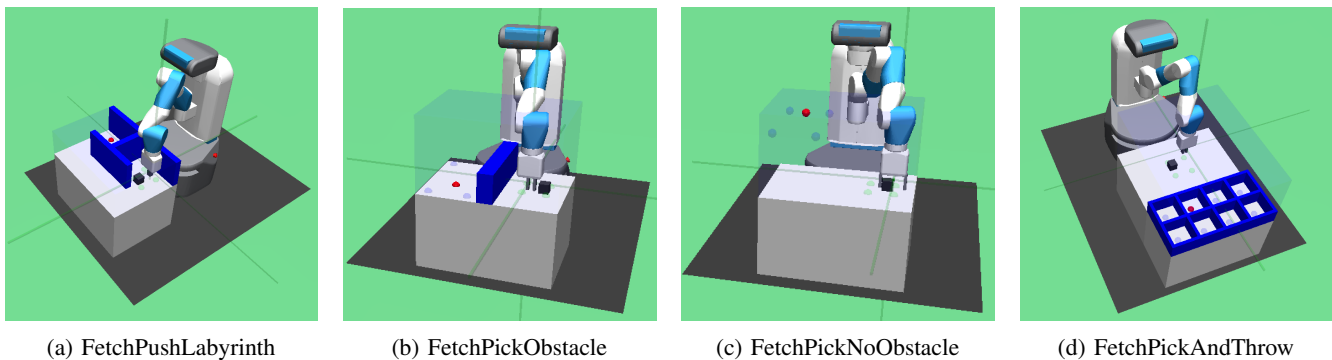 (a) FetchPushLabyrinth
(b) FetchPickObstacle
(c) FetchPickNoObstacle
(d) FetchPickAndThrow